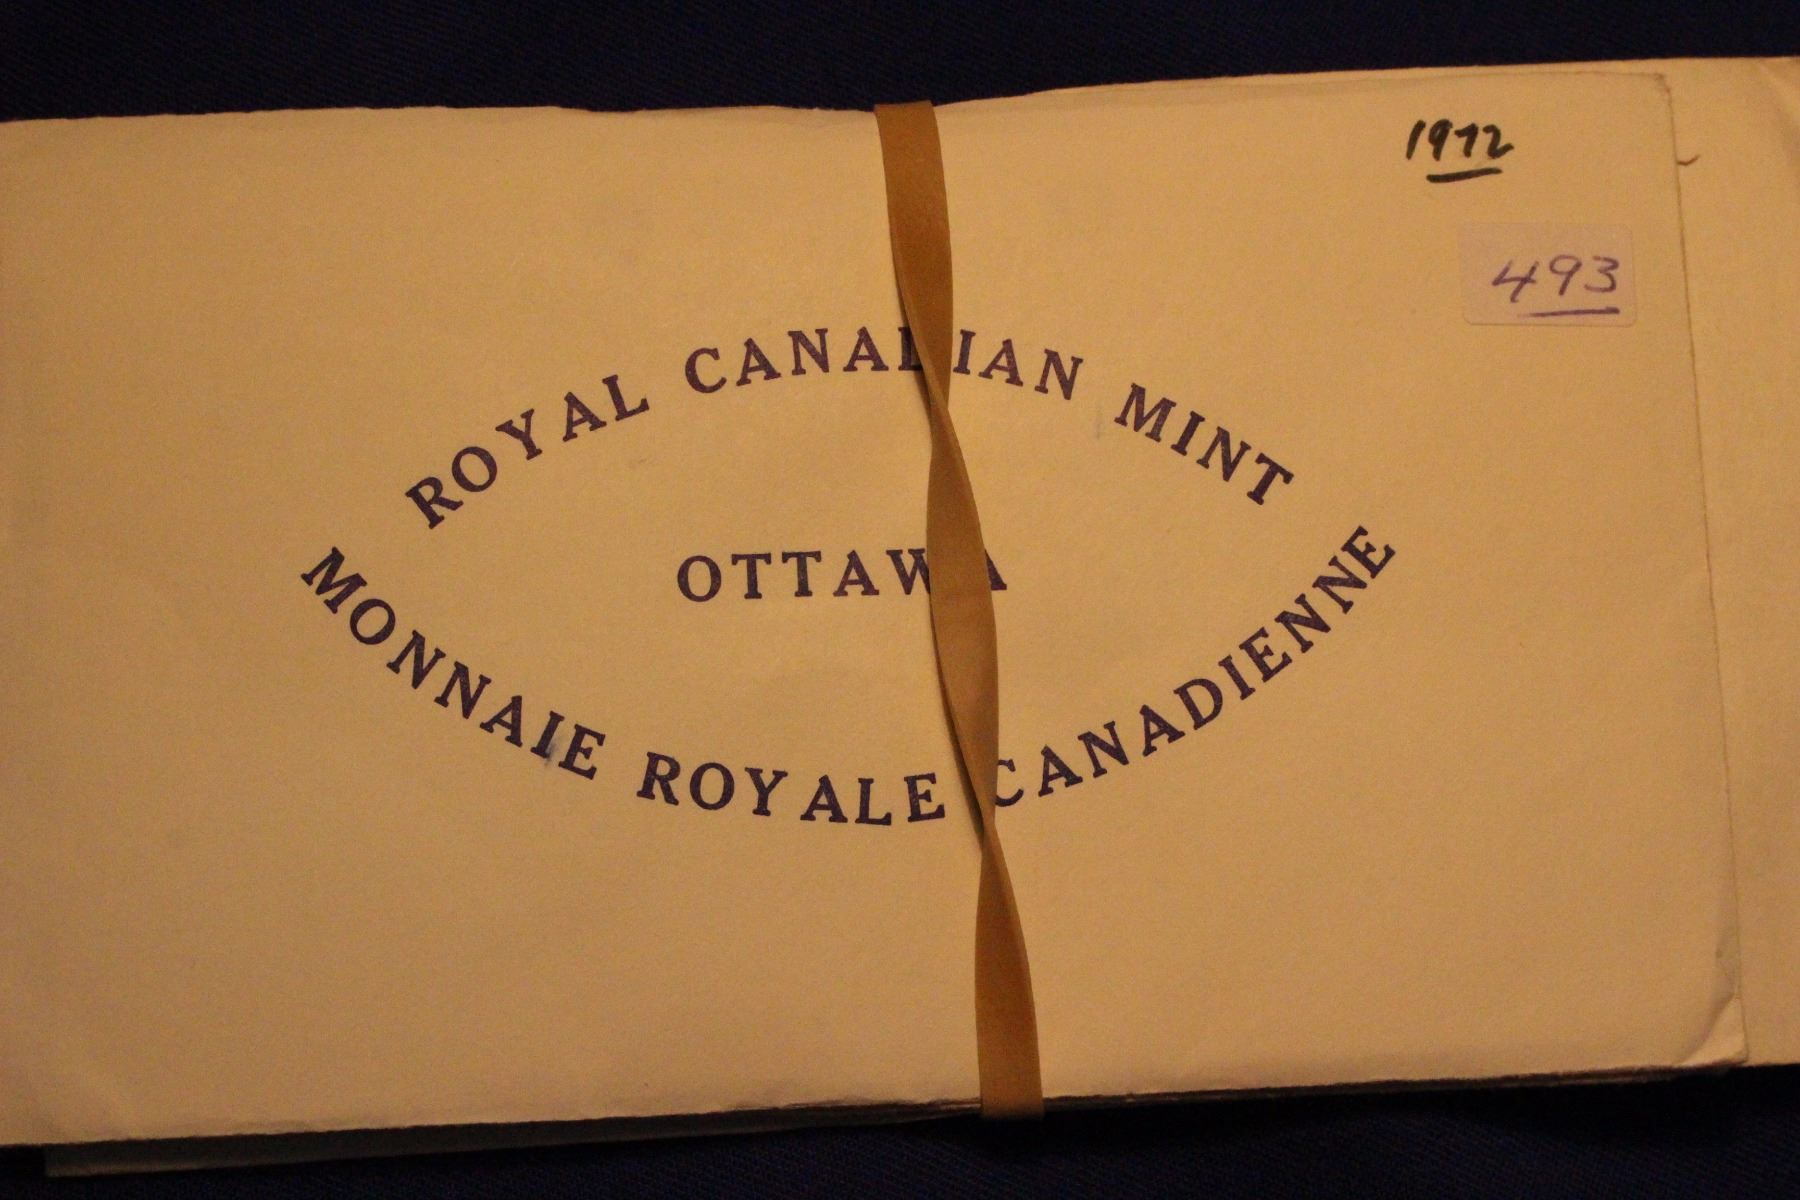 1972
493
ROYAL CANADIAN MINT
OTTAWA
MONNAIE ROYALE CANADIENNE